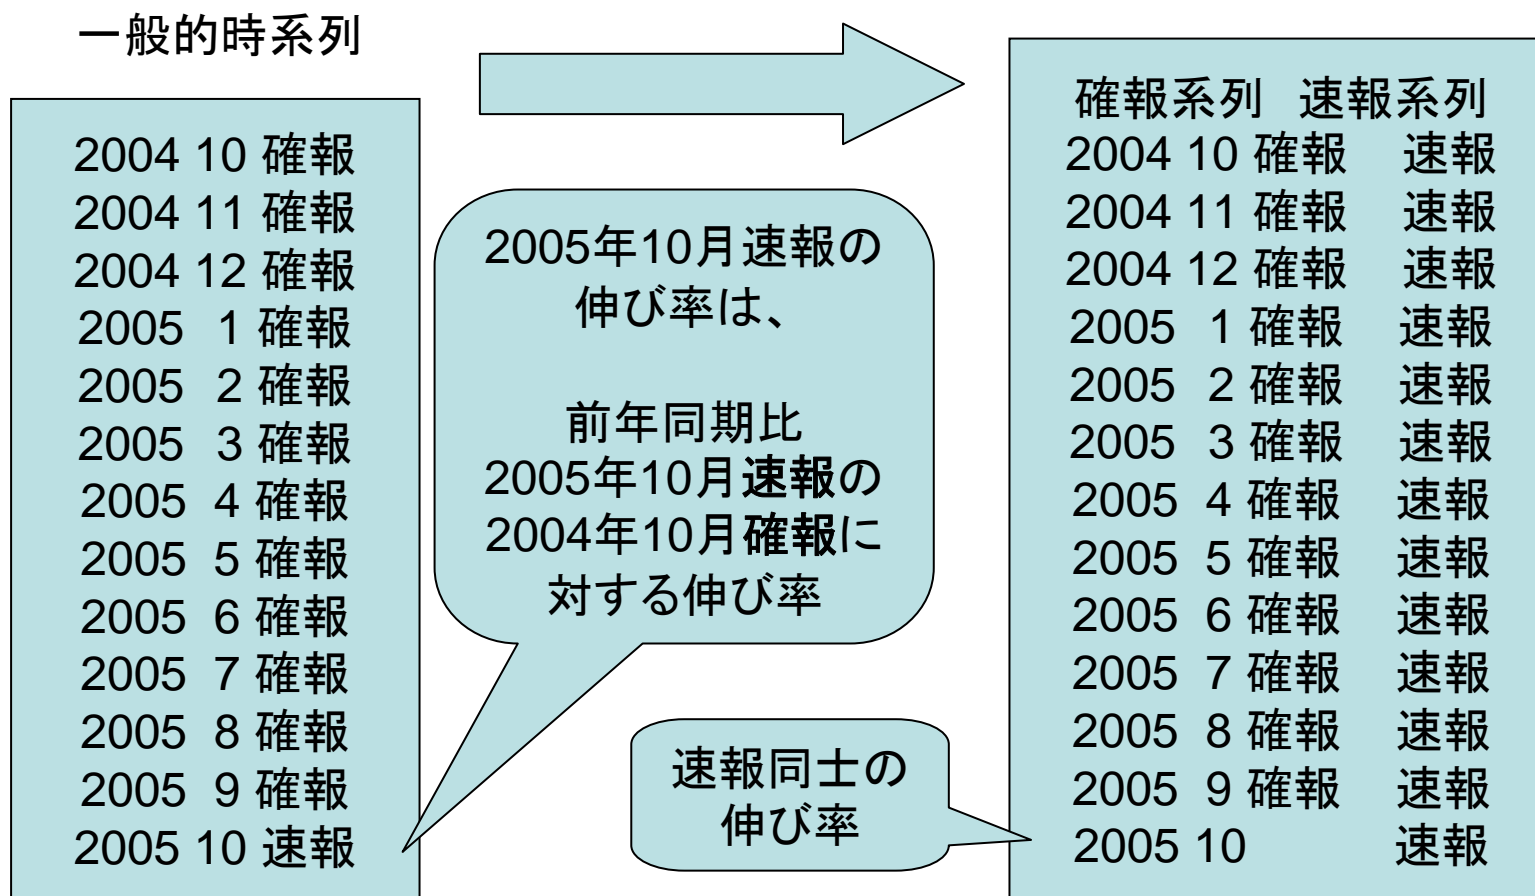 一般的時系列
2004 10 確報
2004 11 確報
2004 12 確報
2005 1 確報
2005 2 確報
2005 3 確報
2005 4 確報
2005 5 確報
2005 6 確報
2005 7 確報
2005 8 確報
2005 9 確報
2005 10 速報
2005年10月速報の
伸び率は、
前年同期比
2005年10月速報の
2004年10月確報に
対する伸び率
速報同士の
伸び率
確報系列 速報系列
2004 10 確報 速報
2004 11 確報 速報
2004 12 確報 速報
2005 1 確報 速報
2005 2 確報 速報
2005 3 確報 速報
2005 4 確報 速報
2005 5 確報 速報
2005 6 確報 速報
2005 7 確報 速報
2005 8 確報 速報
2005 9 確報 速報
2005 10 速報